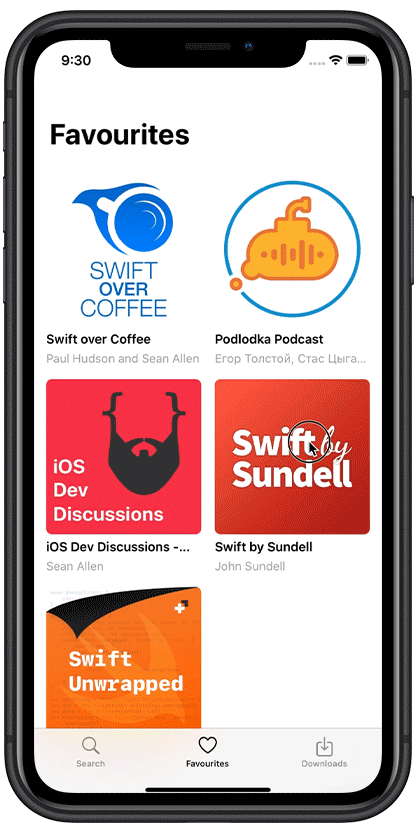 9:30
Favourites
SWIFT
OVER
COFFEE
Swift over Coffee
Paul Hudson and Sean Allen
Podlodka Podcast
Егор Толстой, Стас Цыга...
iOS
Dev
Discussions
iOS Dev Discussions -...
Sean Allen
Swift by
Sundell
Swift by Sundell
John Sundell
Swift
Unwrapped
Search
Favourites
Downloads